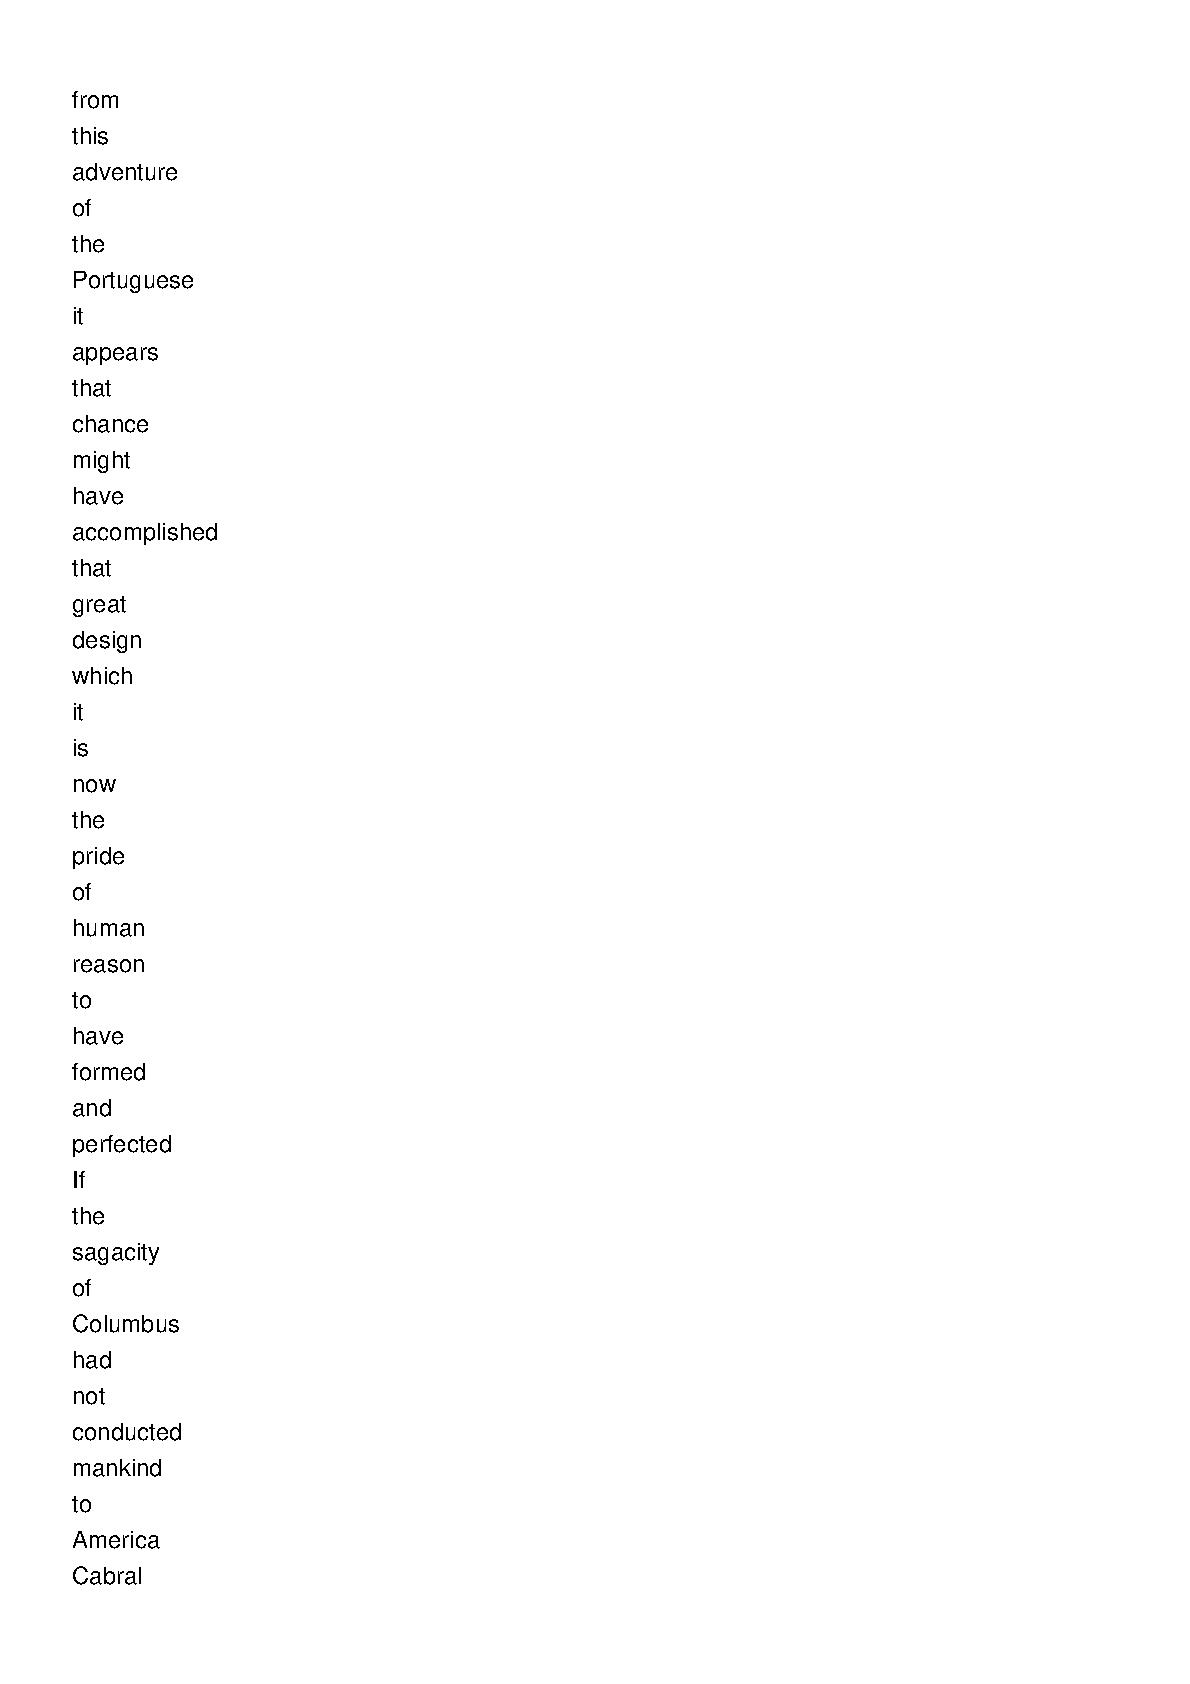 from
this
adventure
of
the
Portuguese
it
appears
that
chance
might
have
accomplished
that
great
design
which
it
is
now
the
pride
of
human
reason
to
have
formed
and
perfected
If
the
sagacity
of
Columbus
had
not
conducted
mankind
to
America
Cabral